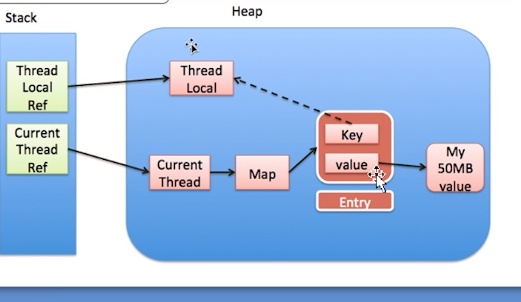 Stack
Heap
Thread
Local
Ref
Thread
Local
Current
Thread
Ref
Current
Thread
Map
Key
value
My
50MB
value
Entry